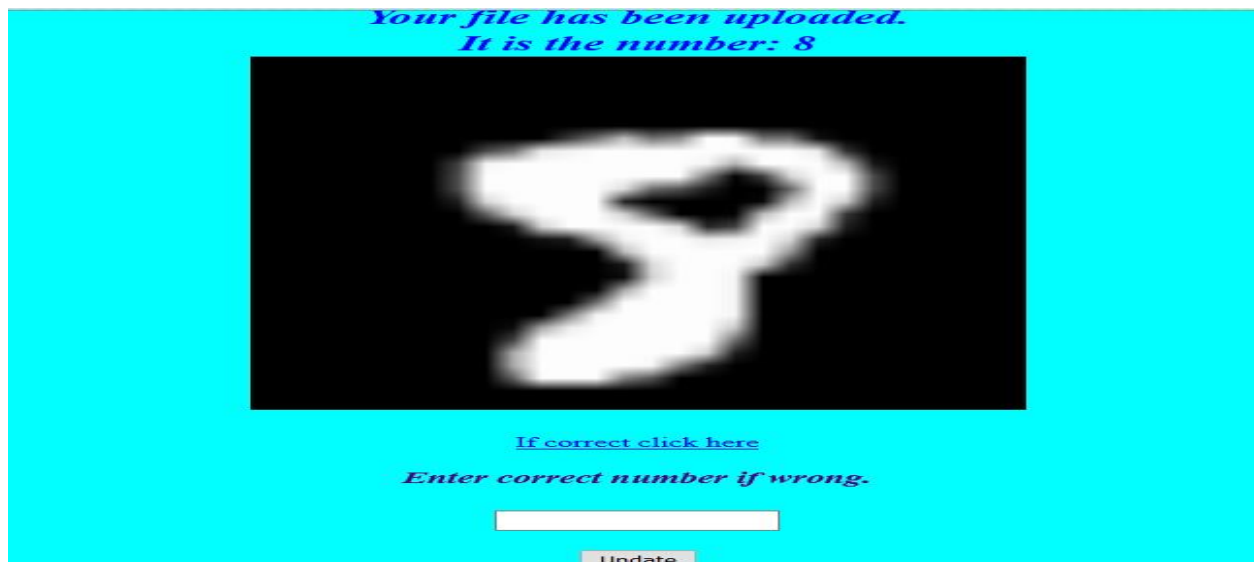 Your file has been uploaded.
It is the number: 8
8
If correct click here
Enter correct number if wrong.
Update